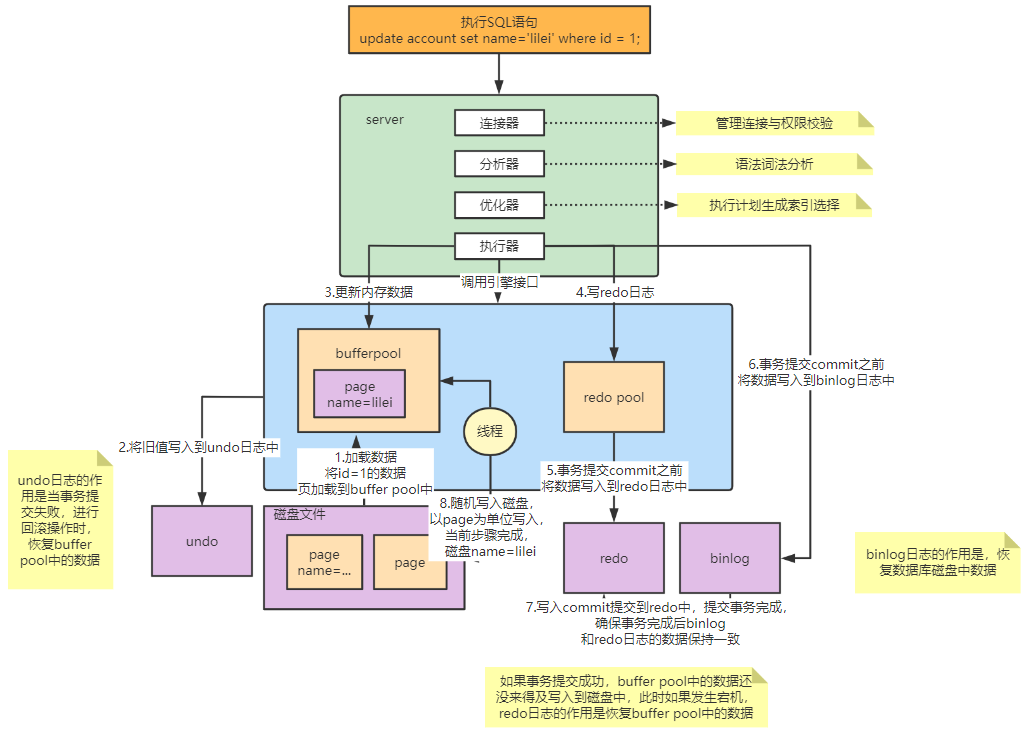 执行SQL语句
update account set name='lilei' where id = 1;
server
连接器
管理连接与权限校验
分析器
语法词法分析
优化器
执行计划生成索引选择
执行器
调用引擎接口
3.更新内存数据
4.写redo日志
bufferpool
page
name=lilei
redo pool
6.事务提交commit之前
将数据写入到binlog日志中
线程
2.将旧值写入到undo日志中
1.加载数据
将id=1的数据
页加载到buffer pool中
5.事务提交commit之前
将数据写入到redo日志中
undo日志的作
用是当事务提
交失败，进行
回滚操作时，
恢复buffer
pool中的数据
8.随机写入磁盘，
以page为单位写入，
当前步骤完成，
磁盘name=lilei
磁盘文件
undo
page
name=...
page
redo
binlog
binlog日志的作用是，恢
复数据库磁盘中数据
7.写入commit提交到redo中，提交事务完成，
确保事务完成后binlog
和redo日志的数据保持一致
如果事务提交成功，buffer pool中的数据还
没来得及写入到磁盘中，此时如果发生宕机，
redo日志的作用是恢复buffer pool中的数据